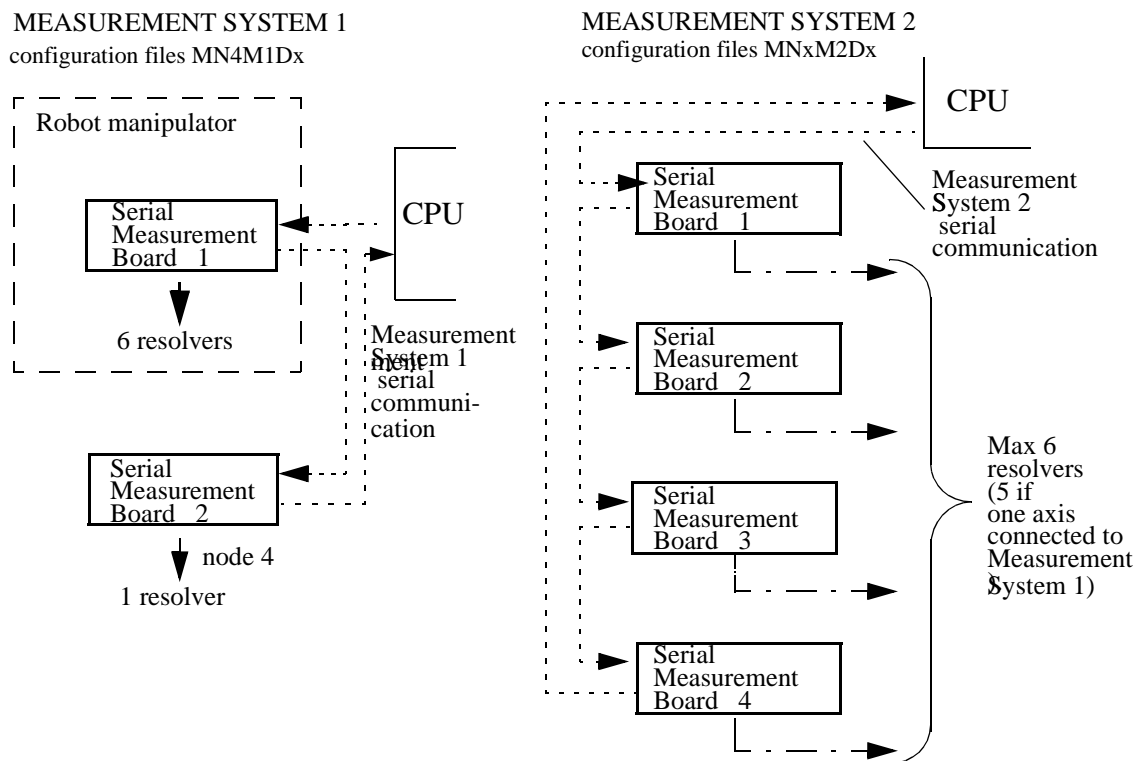 MEASUREMENT SYSTEM 1
configuration files MN4M1Dx
Robot manipulator
Serial
Measurement
Board 1
6 resolvers
CPU
Measurement
ment
System 1
serial
communi-
cation
Serial
Measurement
Board 2
node 4
1 resolver
MEASUREMENT SYSTEM 2
configuration files MNxM2Dx
CPU
Serial
Measurement
Board 1
Measurement
System 2
serial
communication
Serial
Measurement
Board 2
Serial
Measurement
Board 3
Serial
Measurement
Board 4
Max 6
resolvers
(5 if
one axis
connected to
Measurement
System 1)